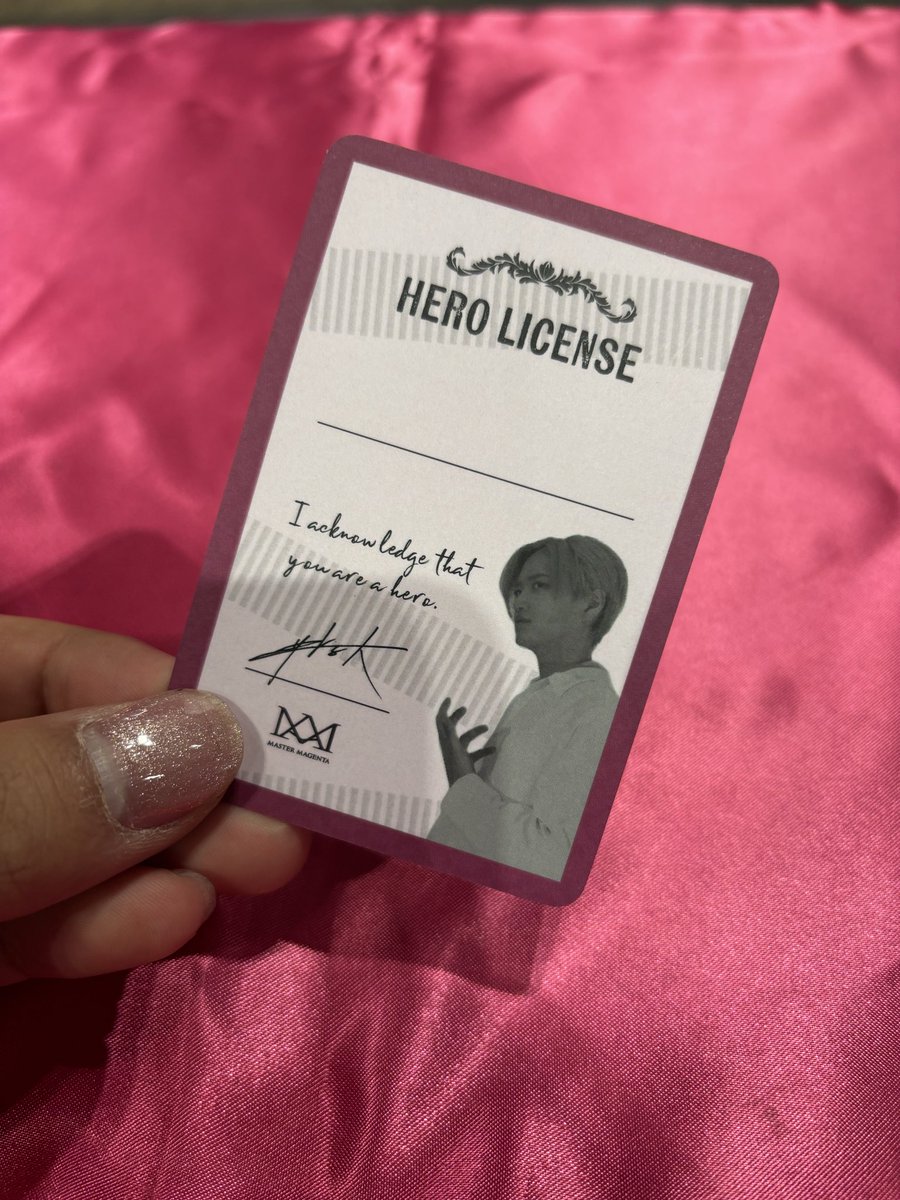 HERO LICENSE
I acknowledge that
you are a hero.
MASTER MAGENTA